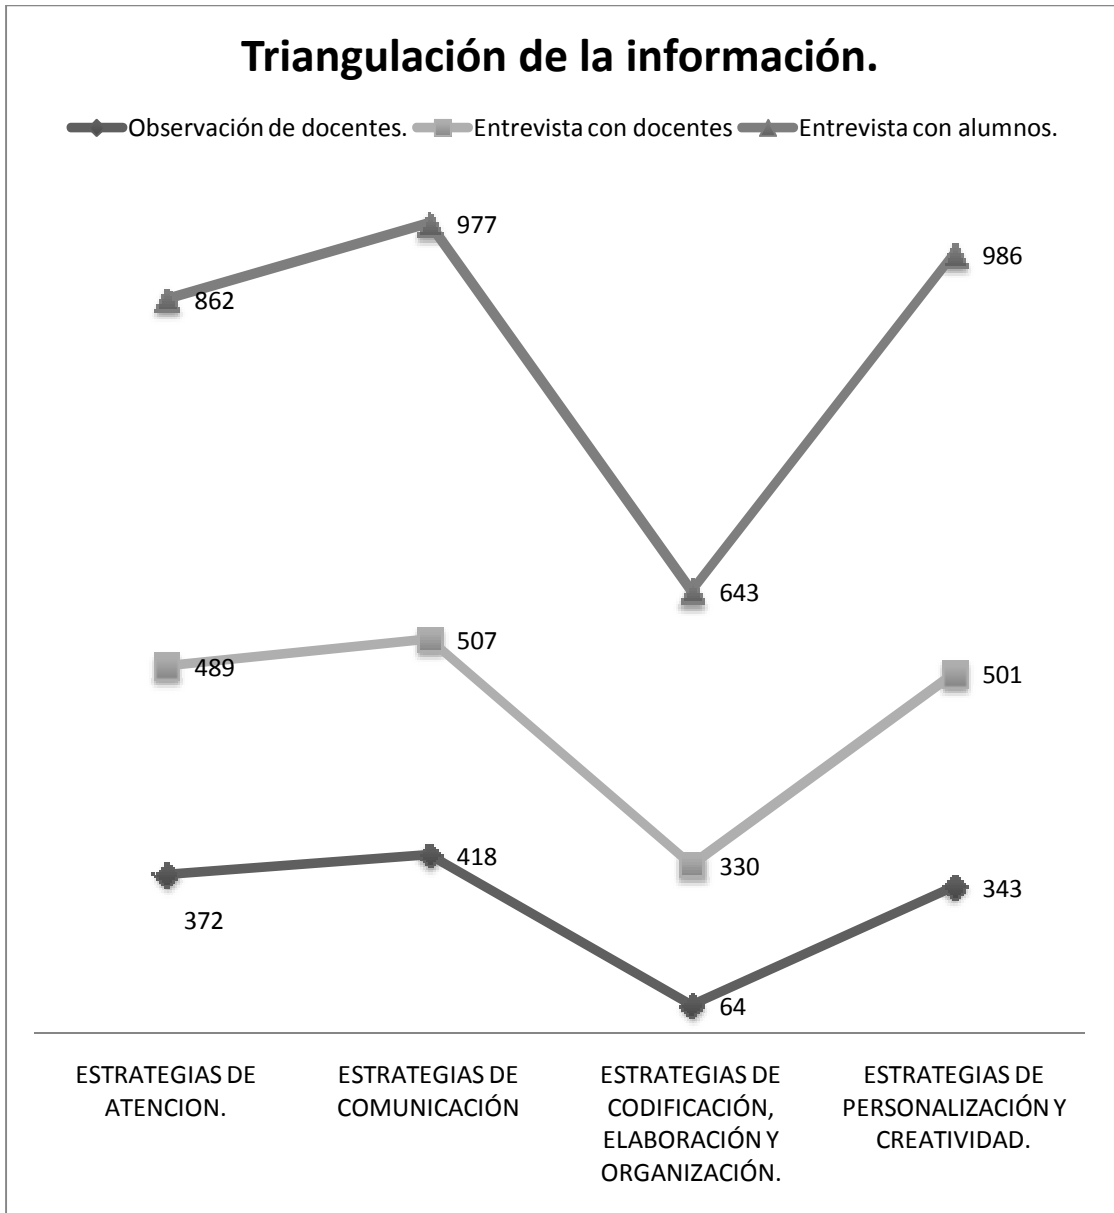 Triangulación de la información.
Observación de docentes. Entrevista con docentes Entrevista con alumnos.
977
986
862
643
507
489
501
330
418
343
372
64
ESTRATEGIAS DE
ATENCION.
ESTRATEGIAS DE
COMUNICACIÓN
ESTRATEGIAS DE
CODIFICACIÓN,
ELABORACIÓN Y
ORGANIZACIÓN.
ESTRATEGIAS DE
PERSONALIZACIÓN Y
CREATIVIDAD.